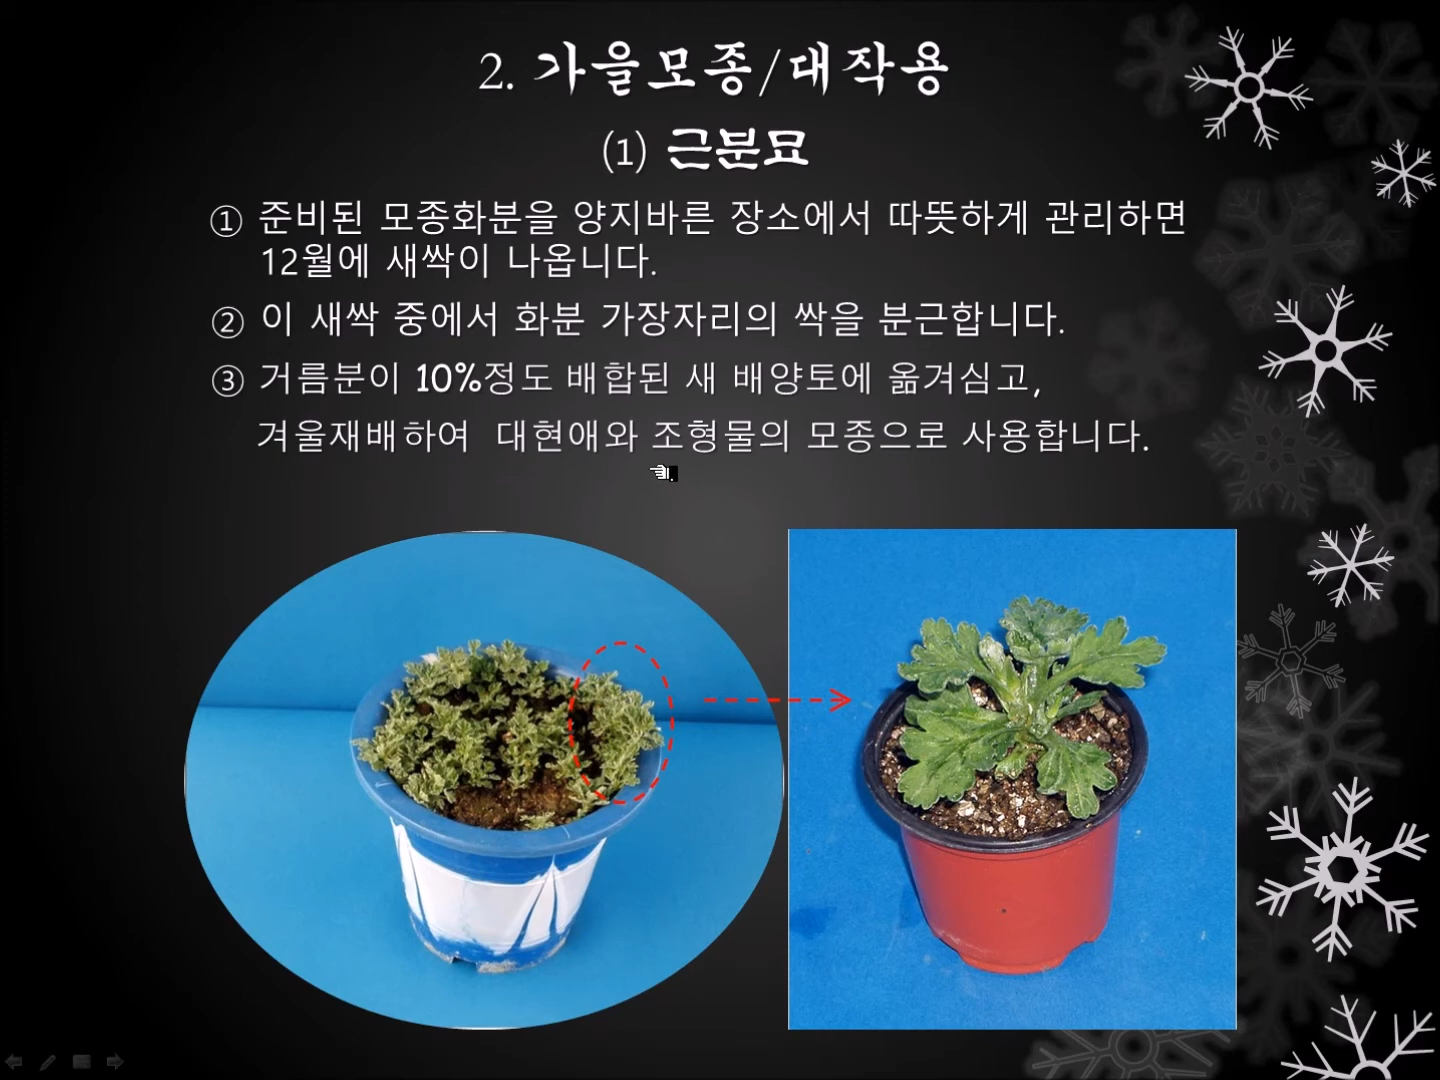 2. 가을모종/대작용
(1) 근분묘
① 준비된 모종화분을 양지바른 장소에서 따뜻하게 관리하면
12월에 새싹이 나옵니다.
② 이 새싹 중에서 화분 가장자리의 싹을 분근합니다.
③ 거름분이 10%정도 배합된 새 배양토에 옮겨심고,
겨울재배하여 대현애와 조형물의 모종으로 사용합니다.